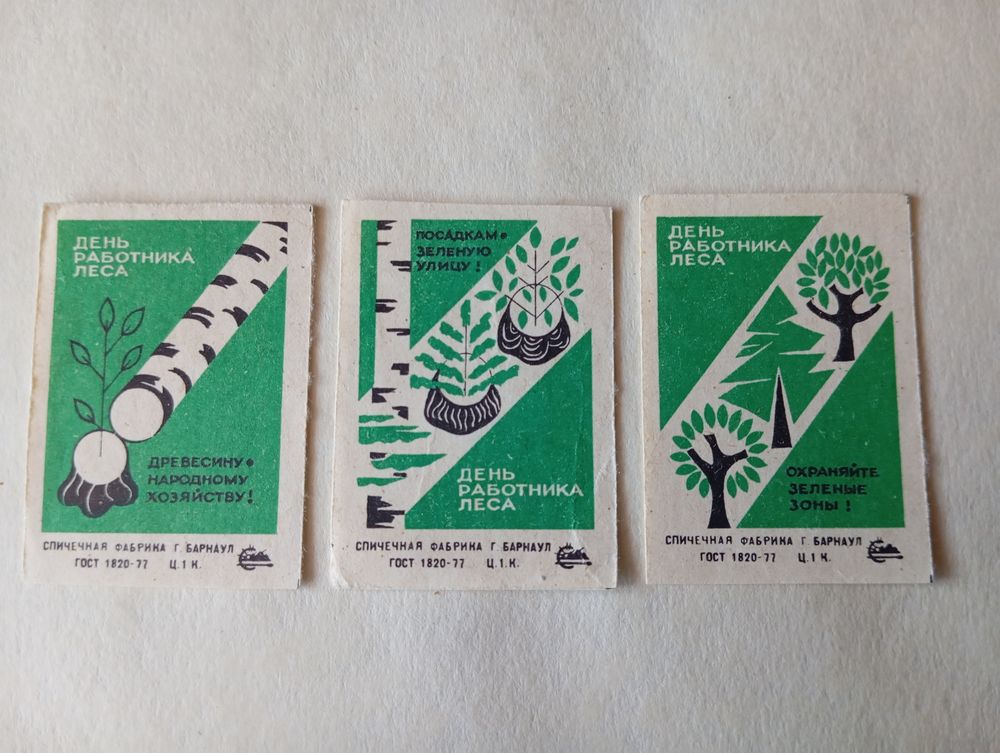 ДЕНЬ
РАБОТНИКА
ЛЕСА
ДРЕВЕСИНУ •
НАРОДНОМУ
ХОЗЯЙСТВУ!
СПИЧЕЧНАЯ ФАБРИКА Г. БАРНАУЛ
ГОСТ 1820-77 Ц.1 К.
ПОСАДКАМ •
ЗЕЛЕНУЮ
УЛИЦУ!
ДЕНЬ
РАБОТНИКА
ЛЕСА
СПИЧЕЧНАЯ ФАБРИКА Г. БАРНАУЛ
ГОСТ 1820-77 Ц.1.К.
ДЕНЬ
РАБОТНИКА
ЛЕСА
ОХРАНЯЙТЕ
ЗЕЛЕНЫЕ
ЗОНЫ!
СПИЧЕЧНАЯ ФАБРИКА Г. БАРНАУЛ
ГОСТ 1820-77 Ц.1 К.